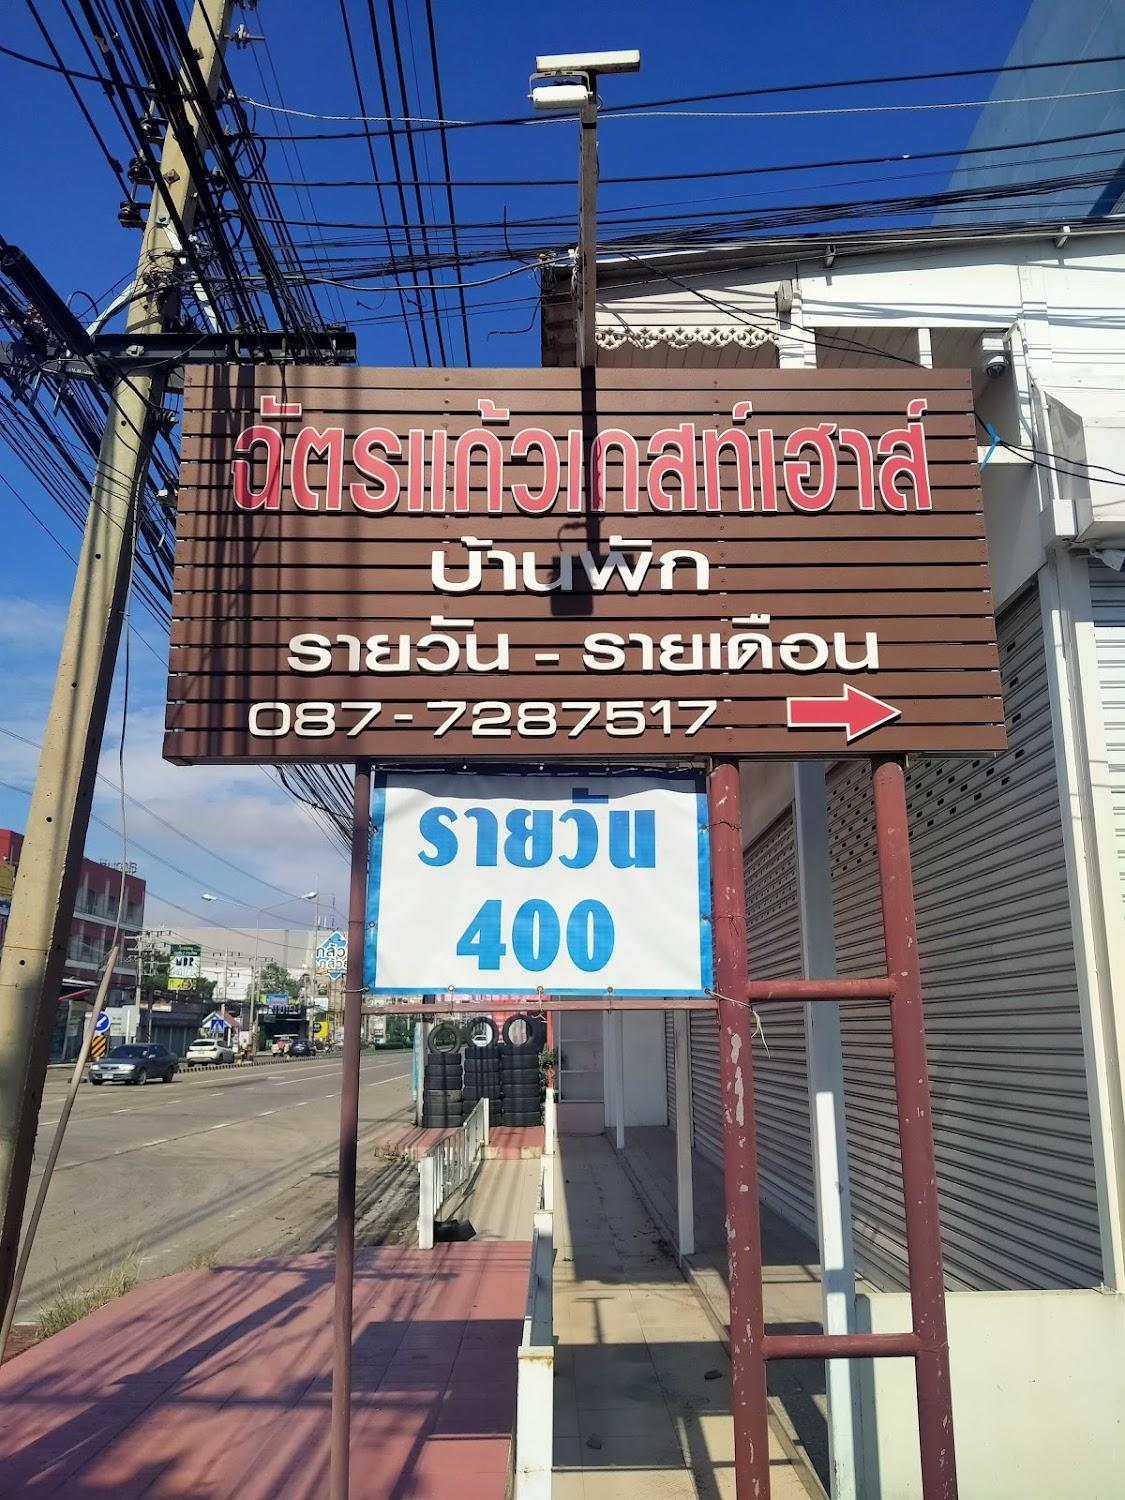 ฉัตรแก้วเกสท์เฮาส์
บ้านพัก
รายวัน - รายเดือน
087-7287517
รายวัน
400